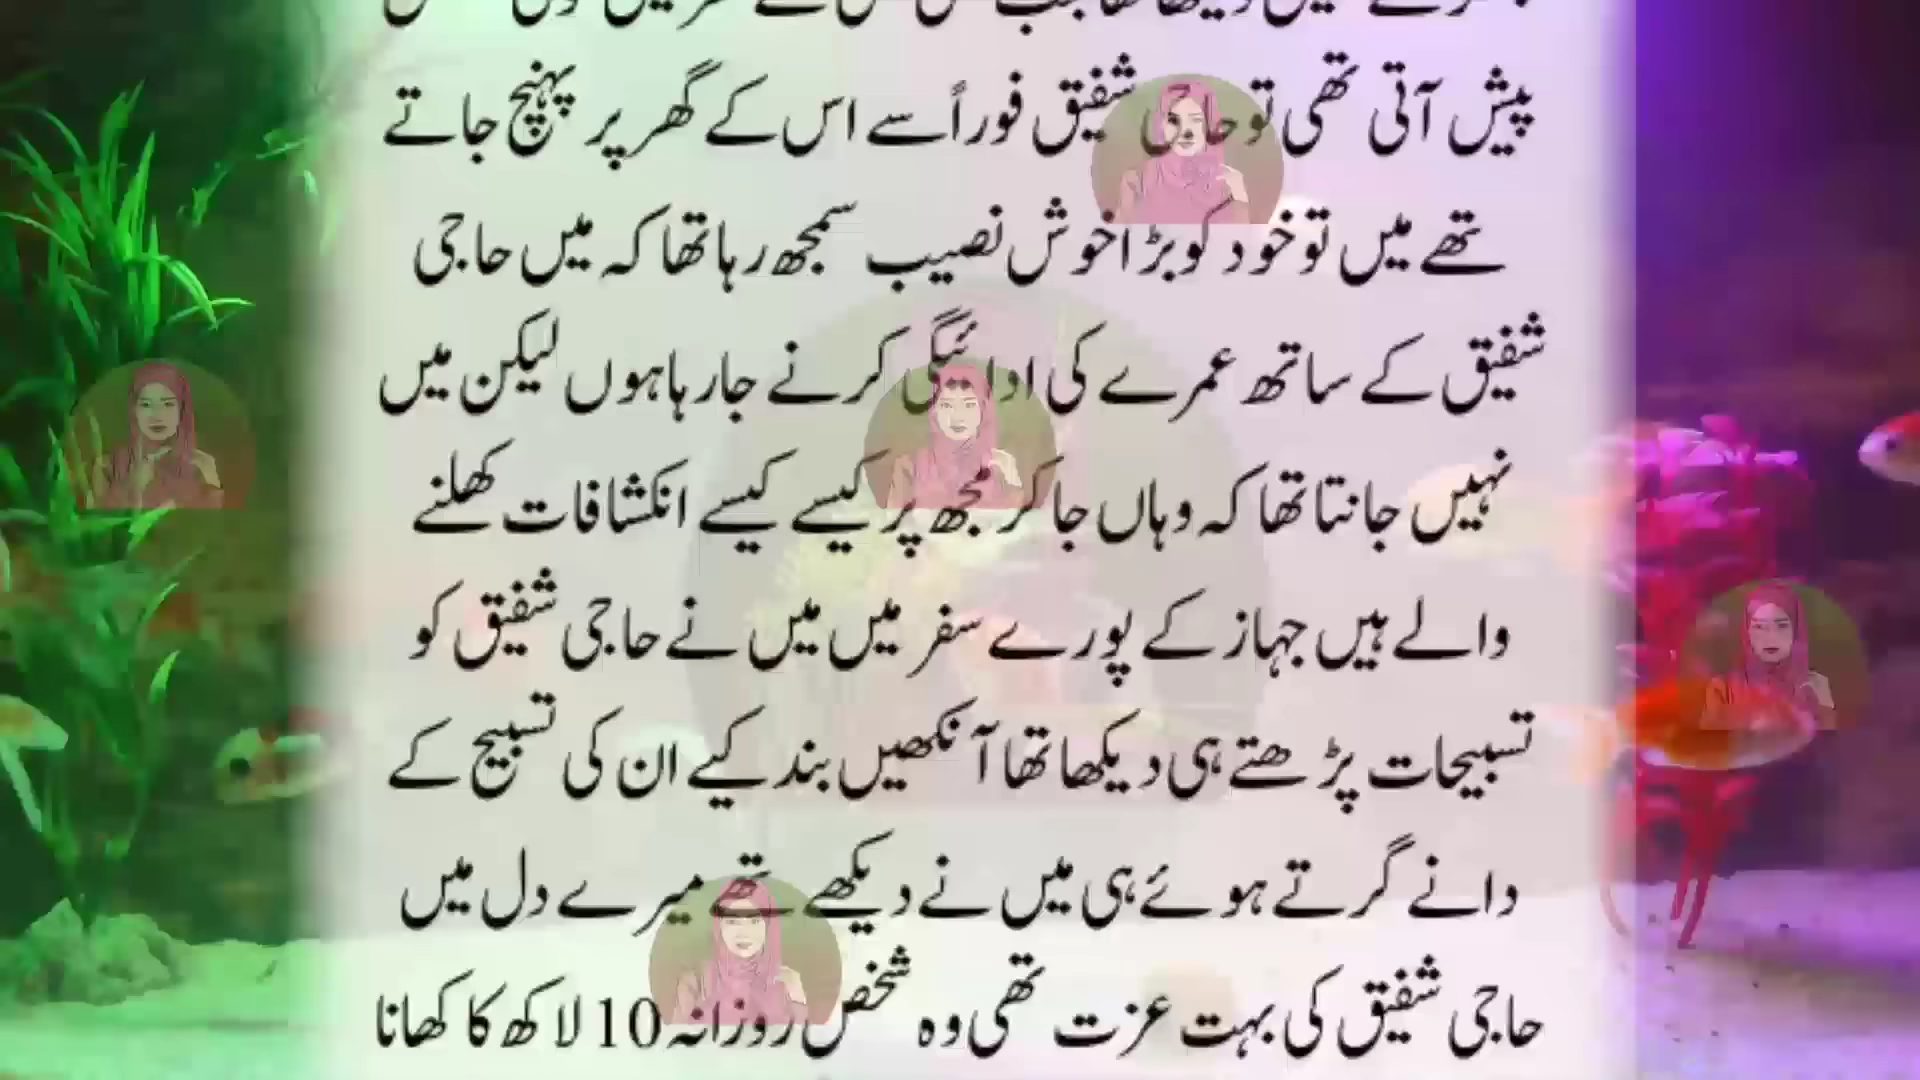 پیش آتی تھی تو حاجی شفیق فوراً سے اس کے گھر پر پہنچ جاتے
تھے میں تو خود کو بڑا خوش نصیب سمجھ رہا تھا کہ میں حاجی
شفیق کے ساتھ عمرے کی ادائیگی کرنے جا رہا ہوں لیکن میں
نہیں جانتا تھا کہ وہاں جا کر مجھ پر کیسے کیسے انکشافات کھلنے
والے ہیں جہاز کے پورے سفر میں میں نے حاجی شفیق کو
تسبیحات پڑھتے ہی دیکھا تھا آنکھیں بند کیے ان کی تسبیح کے
دانے گرتے ہوئے ہی میں نے دیکھے تھے میرے دل میں
حاجی شفیق کی بہت عزت تھی وہ شخص روزانہ 10 لاکھ کا کھانا